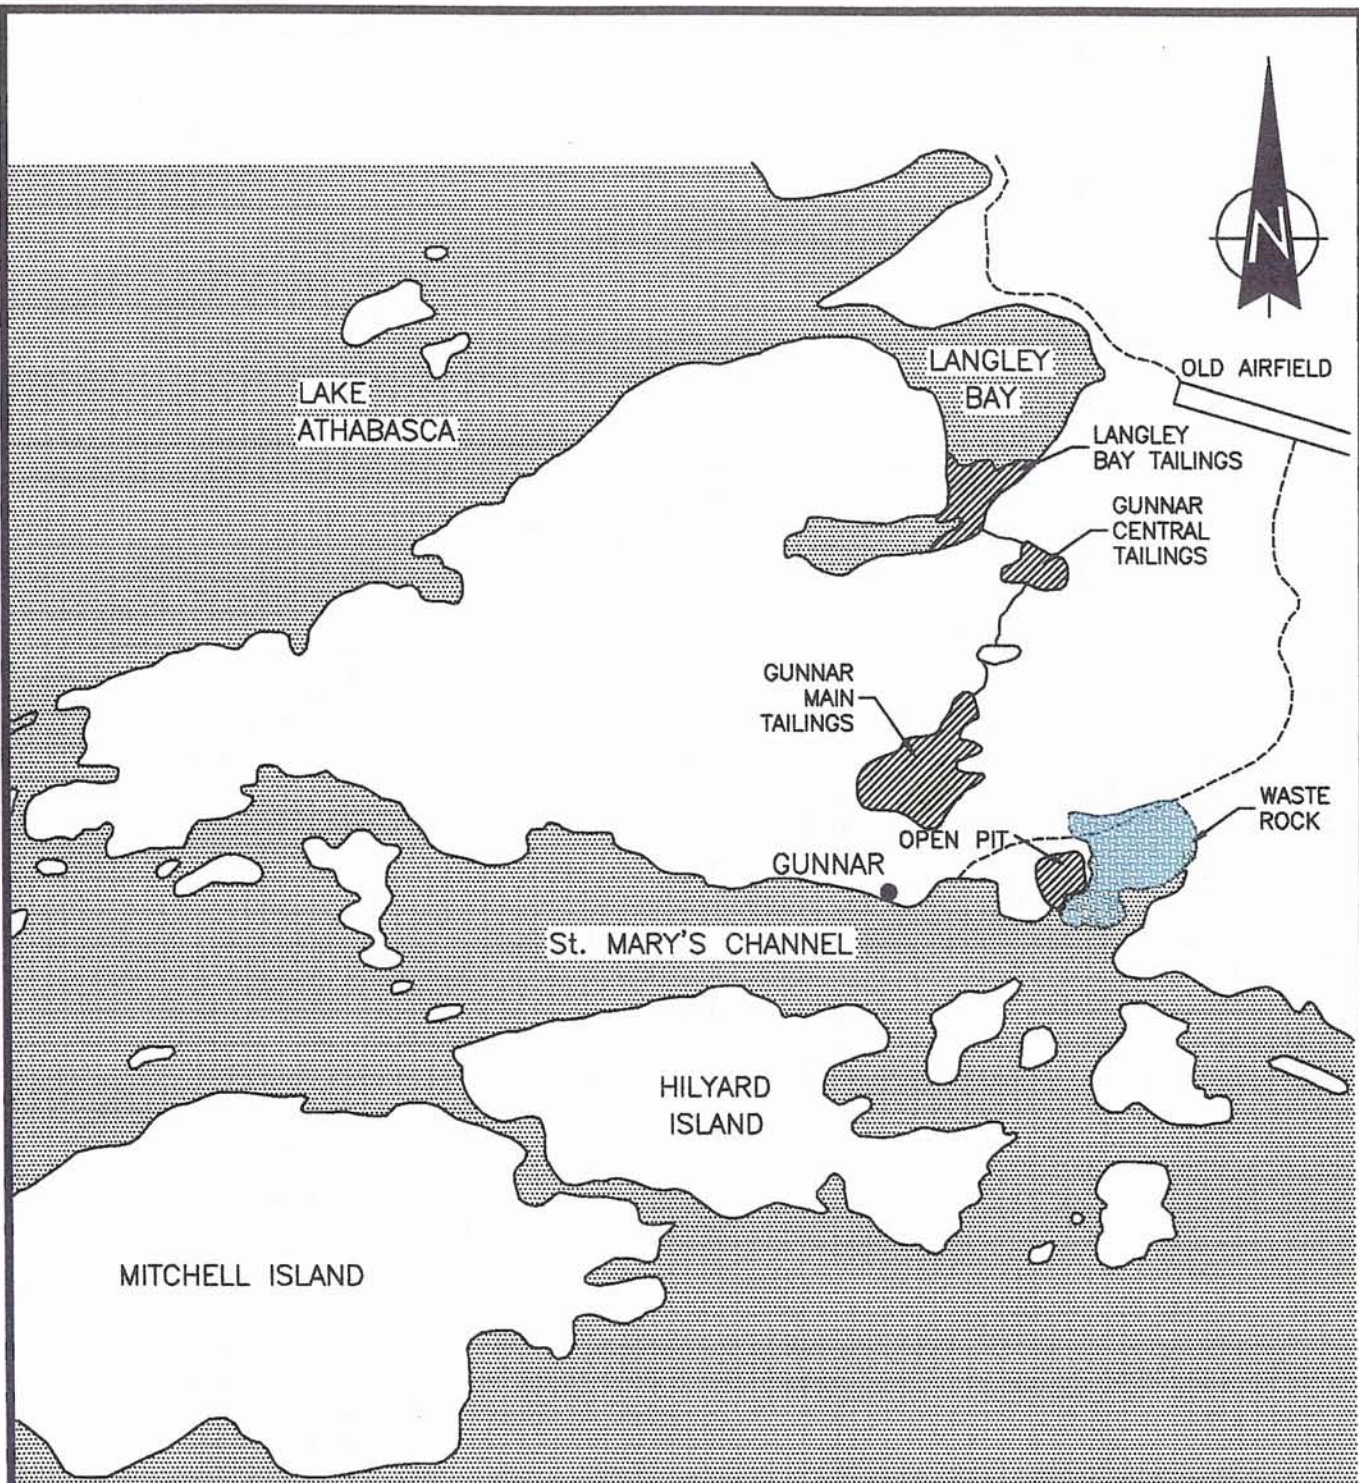 N
OLD AIRFIELD
LANGLEY
BAY
LAKE
ATHABASCA
LANGLEY
BAY TAILINGS
GUNNAR
CENTRAL
TAILINGS
GUNNAR
MAIN
TAILINGS
WASTE
ROCK
OPEN PIT
GUNNAR
St. MARY'S CHANNEL
HILYARD
ISLAND
MITCHELL ISLAND